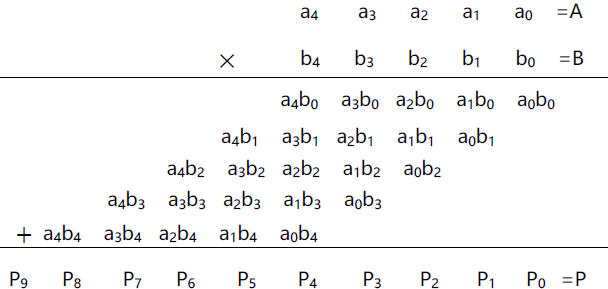 a₄ a₃ a₂ a₁ a₀ =A
× b₄ b₃ b₂ b₁ b₀ =B
a₄b₀ a₃b₀ a₂b₀ a₁b₀ a₀b₀
a₄b₁ a₃b₁ a₂b₁ a₁b₁ a₀b₁
a₄b₂ a₃b₂ a₂b₂ a₁b₂ a₀b₂
a₄b₃ a₃b₃ a₂b₃ a₁b₃ a₀b₃
+ a₄b₄ a₃b₄ a₂b₄ a₁b₄ a₀b₄
P₉ P₈ P₇ P₆ P₅ P₄ P₃ P₂ P₁ P₀ =P